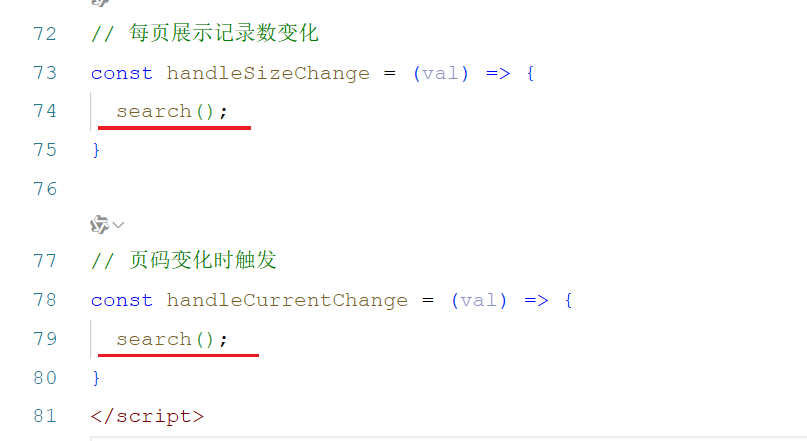 72 // 每页展示记录数变化
73 const handleSizeChange = (val) => {
74 search();
75 }
76
77 // 页码变化时触发
78 const handleCurrentChange = (val) => {
79 search();
80 }
81 </script>